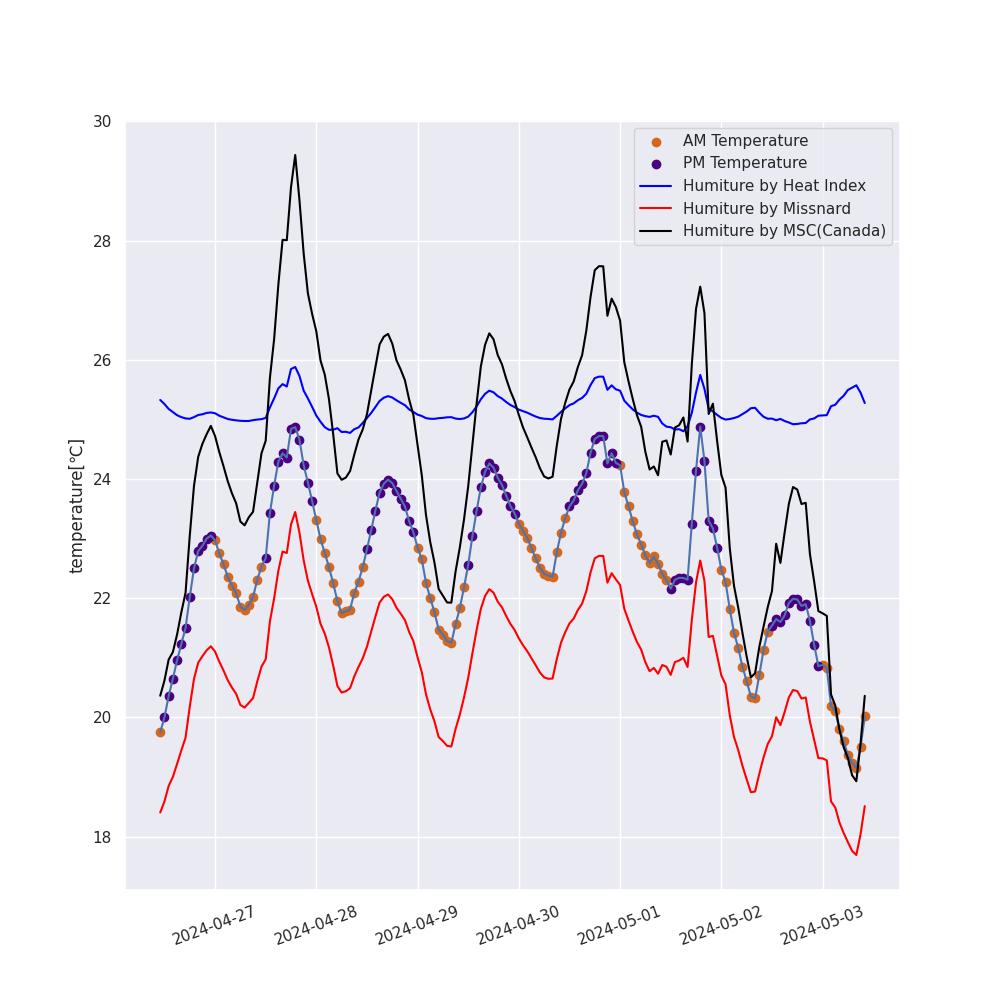 30
28
26
24
22
20
18
temperature[℃]
AM Temperature
PM Temperature
Humiture by Heat Index
Humiture by Missnard
Humiture by MSC(Canada)
2024-04-27
2024-04-28
2024-04-29
2024-04-30
2024-05-01
2024-05-02
2024-05-03